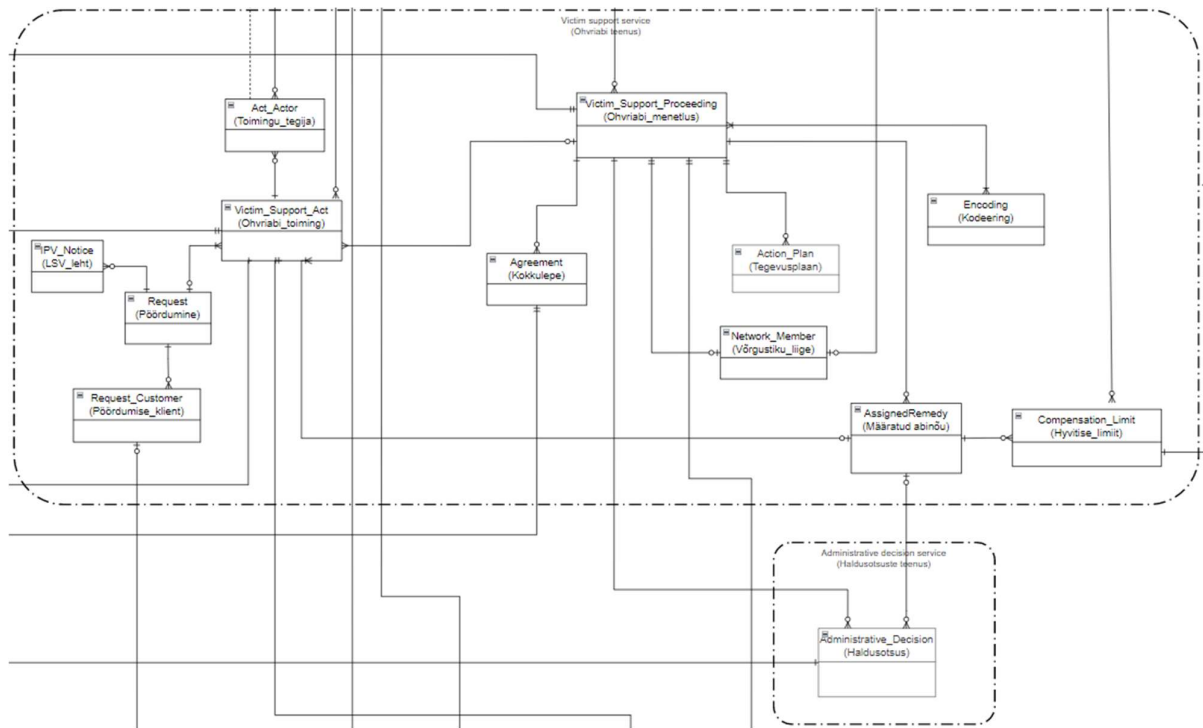 Victim support service
(Ohvriabi teenus)
Act_Actor
(Toimingu_tegija)
Victim_Support_Proceeding
(Ohvriabi_menetlus)
Victim_Support_Act
(Ohvriabi_toiming)
Encoding
(Kodeering)
IPV_Notice
(LSV_leht)
Agreement
(Kokkulepe)
Action_Plan
(Tegevusplaan)
Request
(Pöördumine)
Network_Member
(Võrgustiku_liige)
Request_Customer
(Pöördumise_klient)
AssignedRemedy
(Määratud abinõu)
Compensation_Limit
(Hyvitise_limiit)
Administrative decision service
(Haldusotsuste teenus)
Administrative_Decision
(Haldusotsus)